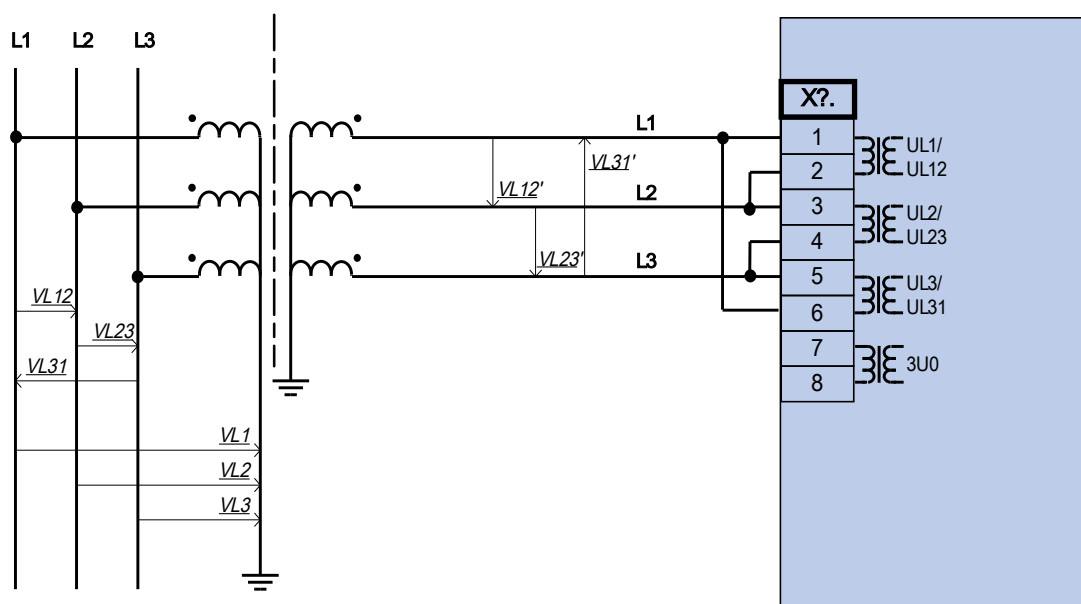 L1 L2 L3
X?.
L1
1
UL1/
VL31'
2
UL12
VL12'
L2
3
UL2/
4
UL23
VL23'
L3
5
UL3/
VL12
6
UL31
VL23
7
VL31
3U0
8
VL1
VL2
VL3